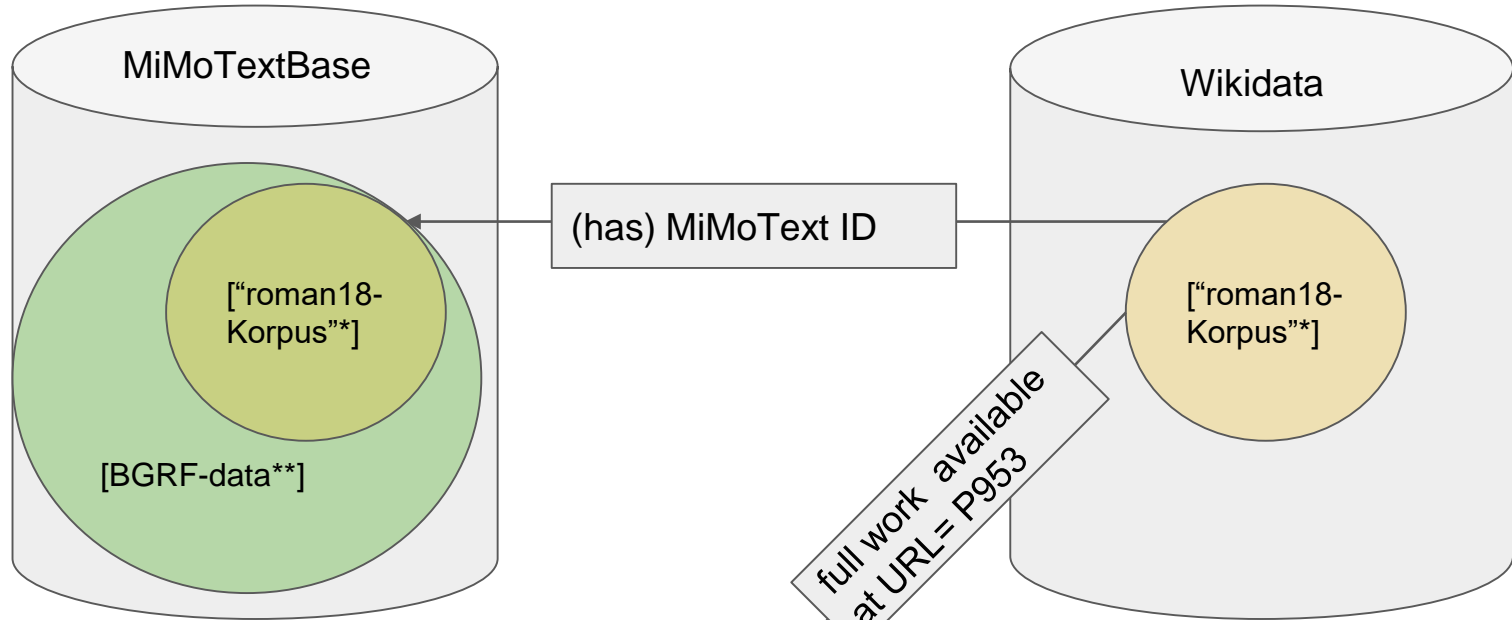 MiMoTextBase
Wikidata
(has) MiMoText ID
[“roman18-
Korpus”*]
[“roman18-
Korpus”*]
[BGRF-data**]
full work available
at URL= P953